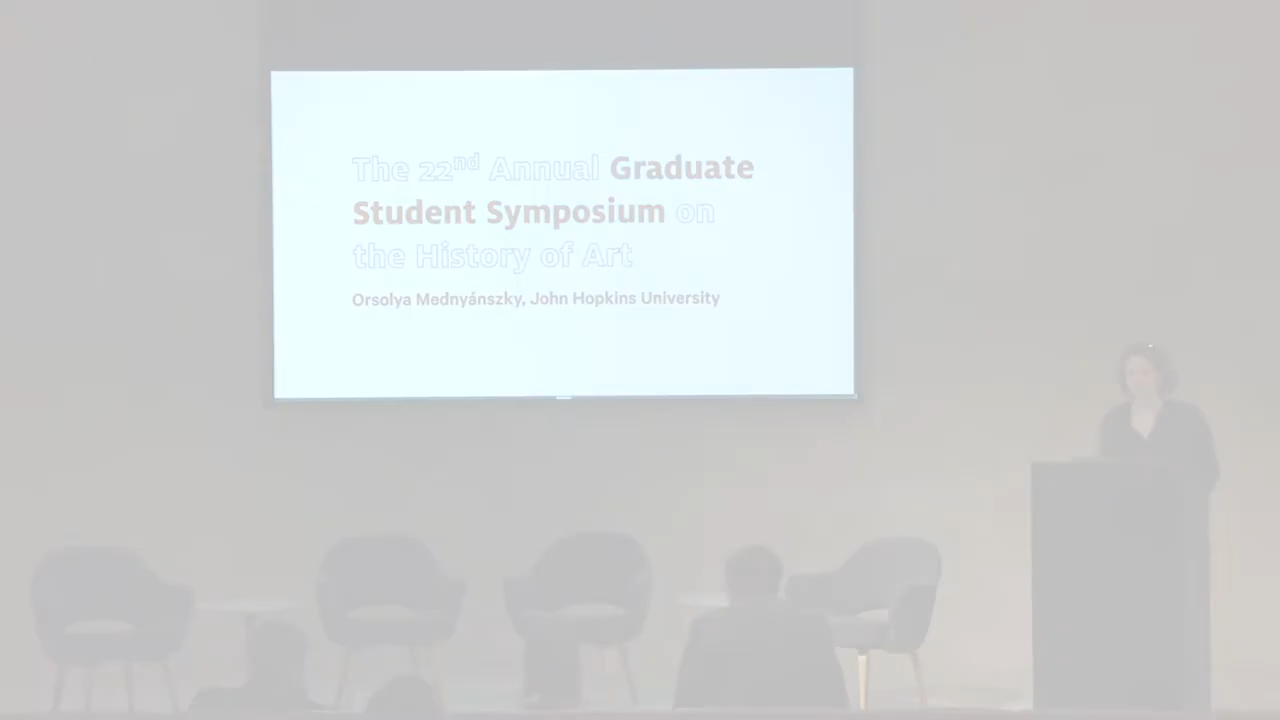 The 22nd Annual Graduate
Student Symposium on
the History of Art
Orsolya Mednyánszky, John Hopkins University